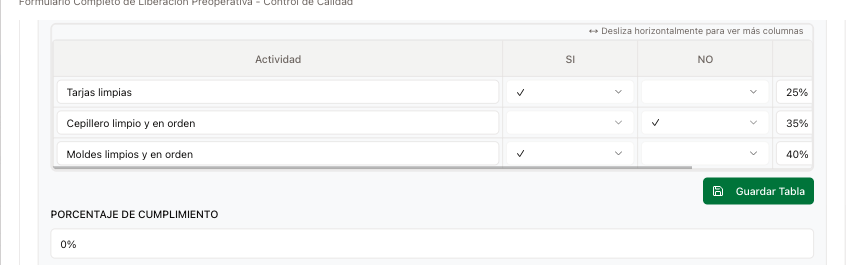 Formulario Completo de Liberación Preoperativa - Control de Calidad
↔ Desliza horizontalmente para ver más columnas
Actividad SI NO
Tarjas limpias ✓ 25%
Cepillero limpio y en orden ✓ 35%
Moldes limpios y en orden ✓ 40%
Guardar Tabla
PORCENTAJE DE CUMPLIMIENTO
0%